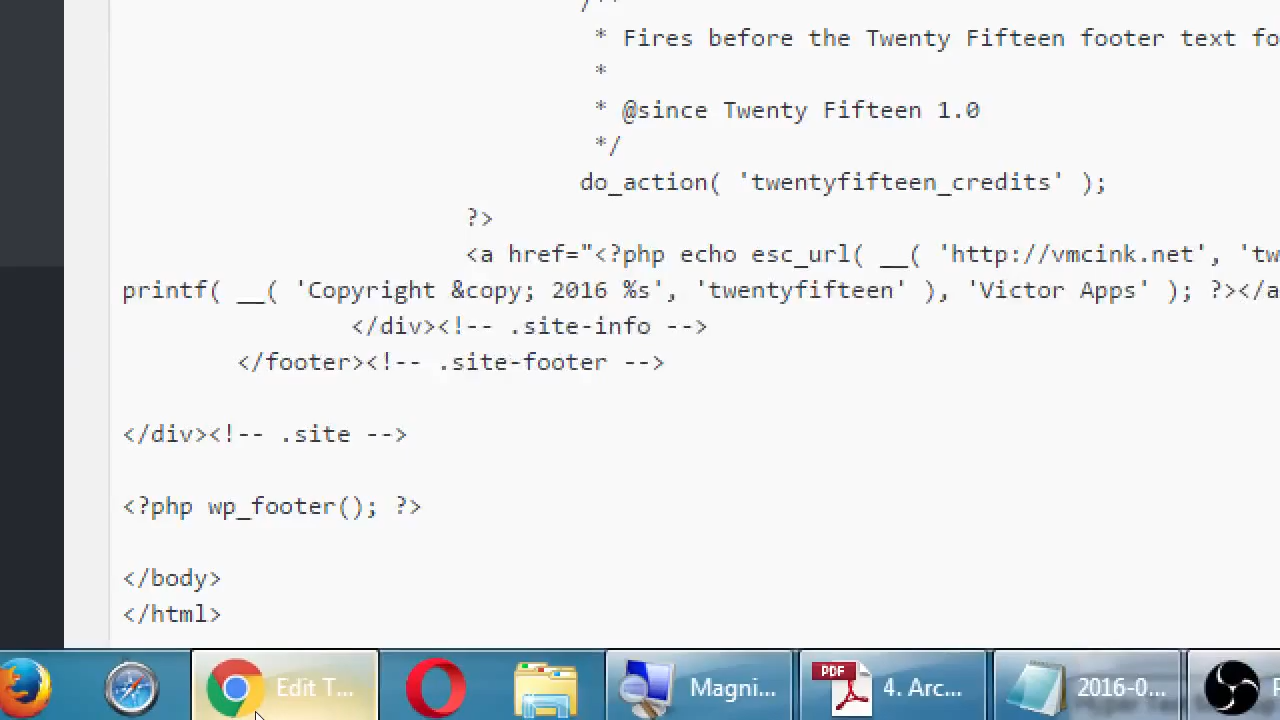 * Fires before the Twenty Fifteen footer text fo
*
* @since Twenty Fifteen 1.0
*/
do_action( 'twentyfifteen_credits' );
?>
<a href="<?php echo esc_url( __( 'http://vmcink.net', 'tw
printf( __( 'Copyright &copy; 2016 %s', 'twentyfifteen' ), 'Victor Apps' ); ?></a
</div><!-- .site-info -->
</footer><!-- .site-footer -->
</div><!-- .site -->
<?php wp_footer(); ?>
</body>
</html>
Edit T... Magni... PDF 4. Arc... 2016-0...